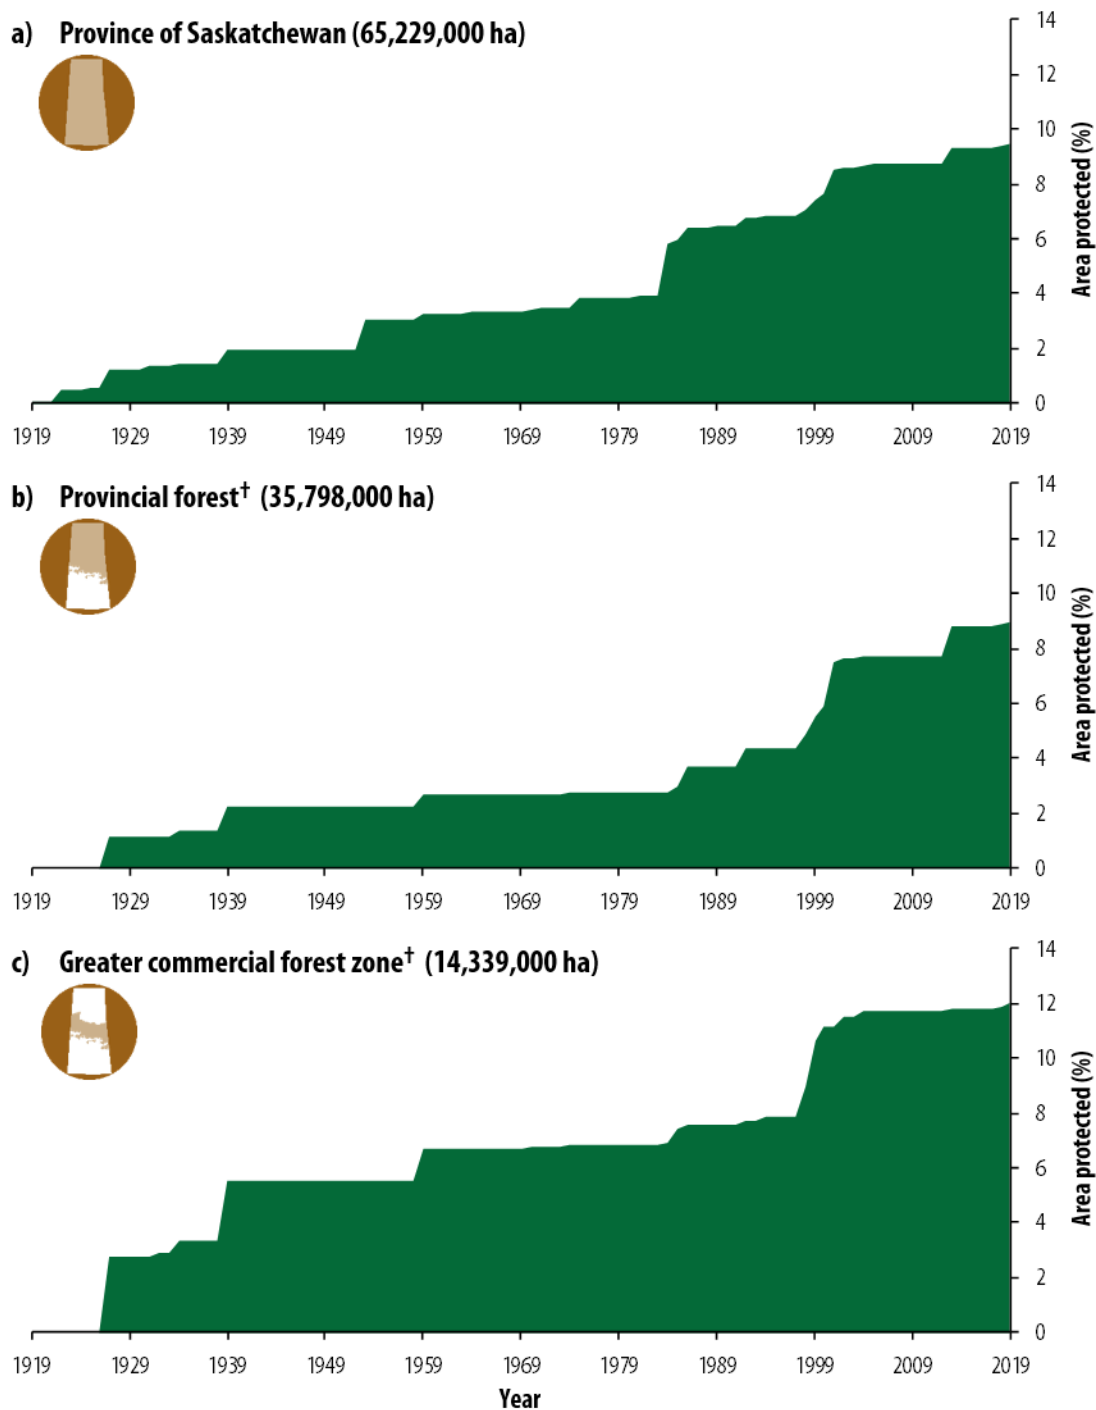 a) Province of Saskatchewan (65,229,000 ha)
14
12
10
8
6
4
2
0
Area protected (%)
1919 1929 1939 1949 1959 1969 1979 1989 1999 2009 2019
b) Provincial forest† (35,798,000 ha)
14
12
10
8
6
4
2
0
Area protected (%)
1919 1929 1939 1949 1959 1969 1979 1989 1999 2009 2019
c) Greater commercial forest zone† (14,339,000 ha)
14
12
10
8
6
4
2
0
Area protected (%)
1919 1929 1939 1949 1959 1969 1979 1989 1999 2009 2019
Year